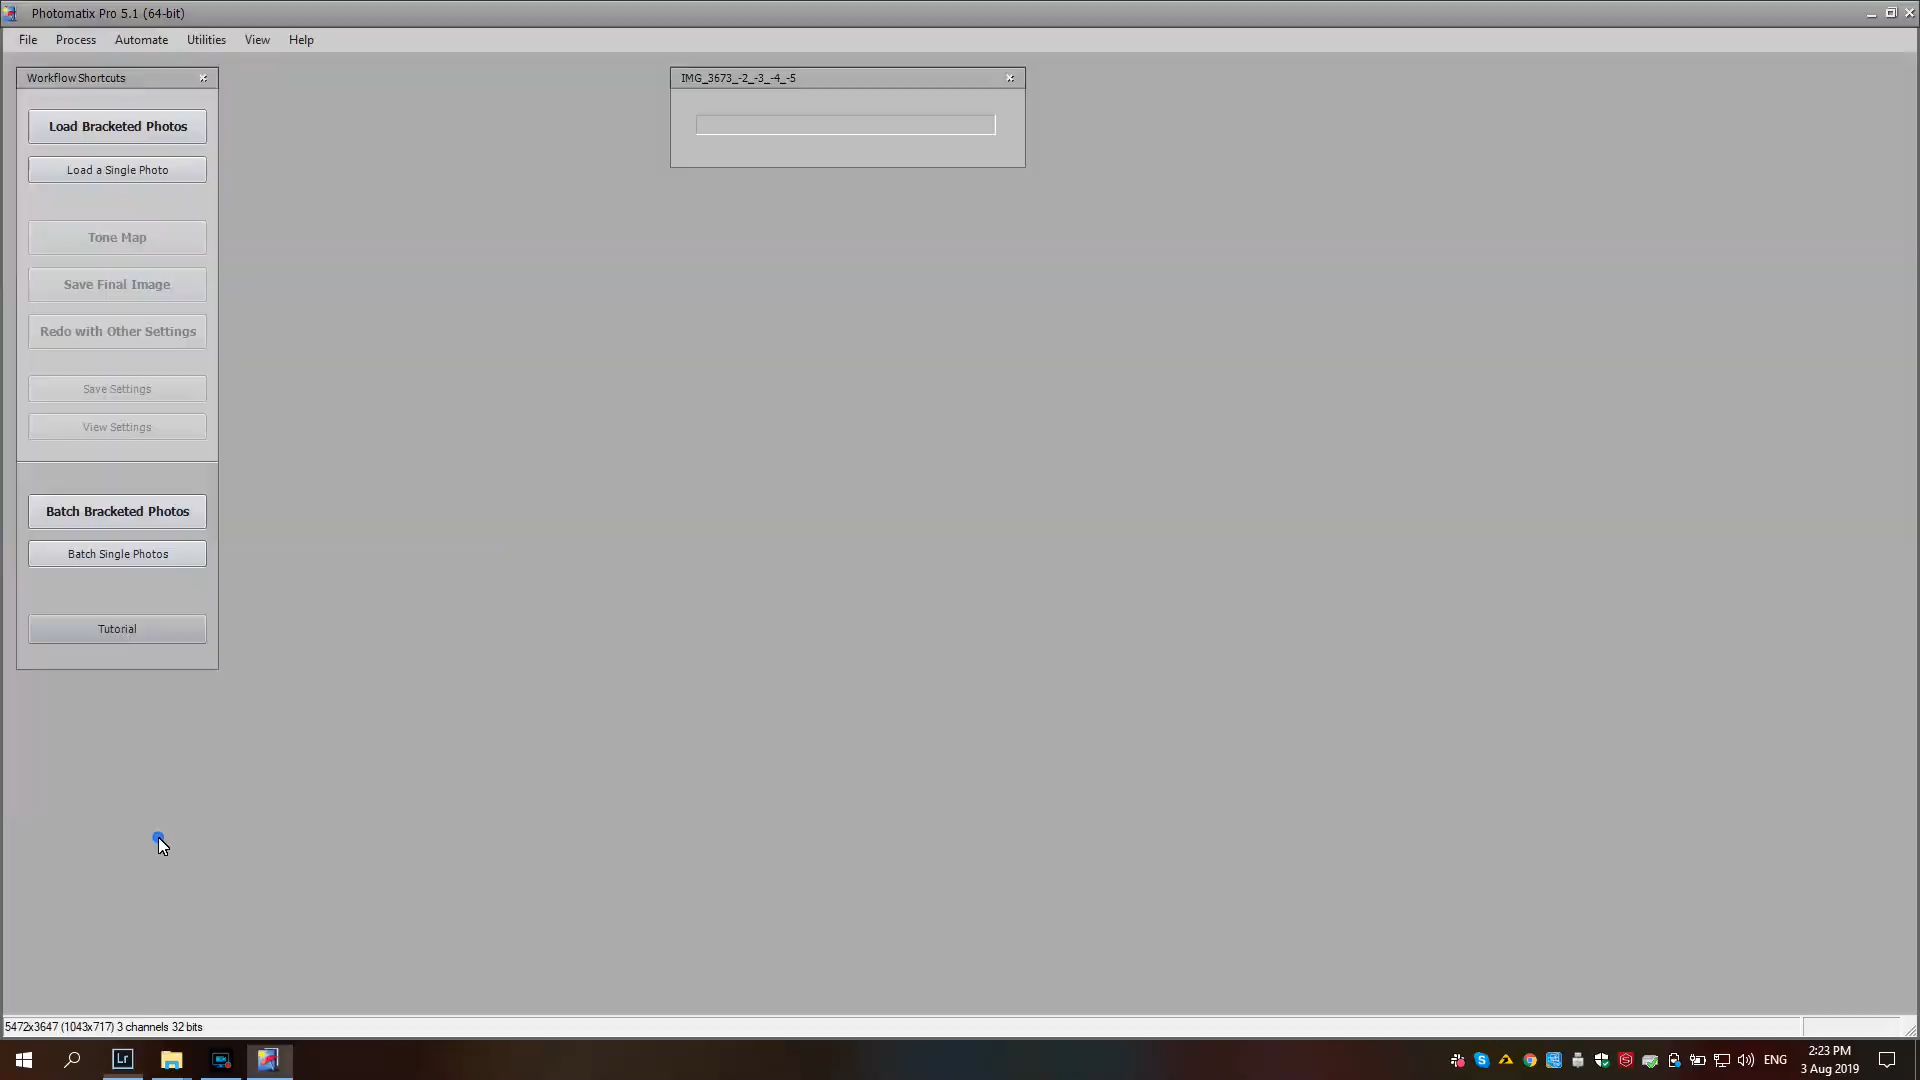 Photomatix Pro 5.1 (64-bit)
File Process Automate Utilities View Help
Workflow Shortcuts
Load Bracketed Photos
Load a Single Photo
Tone Map
Save Final Image
Redo with Other Settings
Save Settings
View Settings
Batch Bracketed Photos
Batch Single Photos
Tutorial
IMG_3673_-2_-3_-4_-5
5472x3647 (1043x717) 3 channels 32 bits
Lr
ENG
2:23 PM
3 Aug 2019